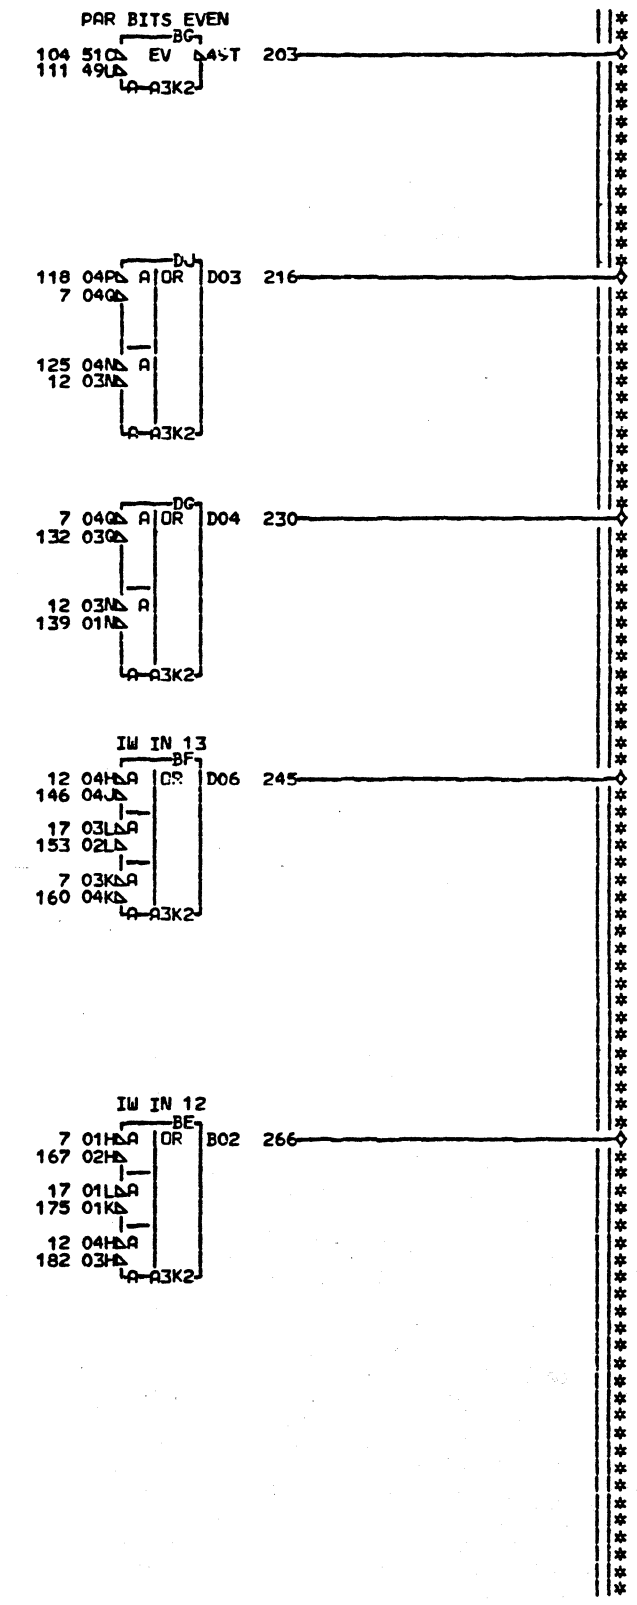 PAR BITS EVEN
BG
104 51C EV 203
111 49L
A A3K2
DJ
118 04P A OR D03 216
7 04Q
125 04N A
12 03N
A A3K2
DG
7 04Q A OR D04 230
132 03Q
12 03N A
139 01N
A A3K2
IW IN 13
BF
12 04H A OR D06 245
146 04J
17 03L A
153 02L
7 03K A
160 04K
A A3K2
IW IN 12
BE
7 01H A OR B02 266
167 02H
17 01L A
175 01K
12 04H A
182 03H
A A3K2